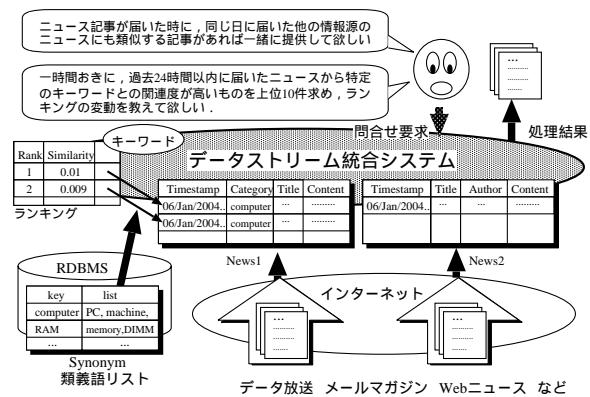 ニュース記事が届いた時に，同じ日に届いた他の情報源の
ニュースにも類似する記事があれば一緒に提供して欲しい
一時間おきに，過去24時間以内に届いたニュースから特定
のキーワードとの関連度が高いものを上位10件求め，ラン
キングの変動を教えて欲しい．
...
問合せ要求
処理結果
キーワード
データストリーム統合システム
Rank Similarity
1 0.01
2 0.009
ランキング
Timestamp Category Title Content
06/Jan/2004.. computer ... .........
06/Jan/2004.. computer
Timestamp Title Author Content
06/Jan/2004.. ... ... .........
News1
News2
RDBMS
key list
computer PC, machine,
RAM memory,DIMM
... ...
Synonym
類義語リスト
インターネット
...
...
データ放送 メールマガジン Webニュース など